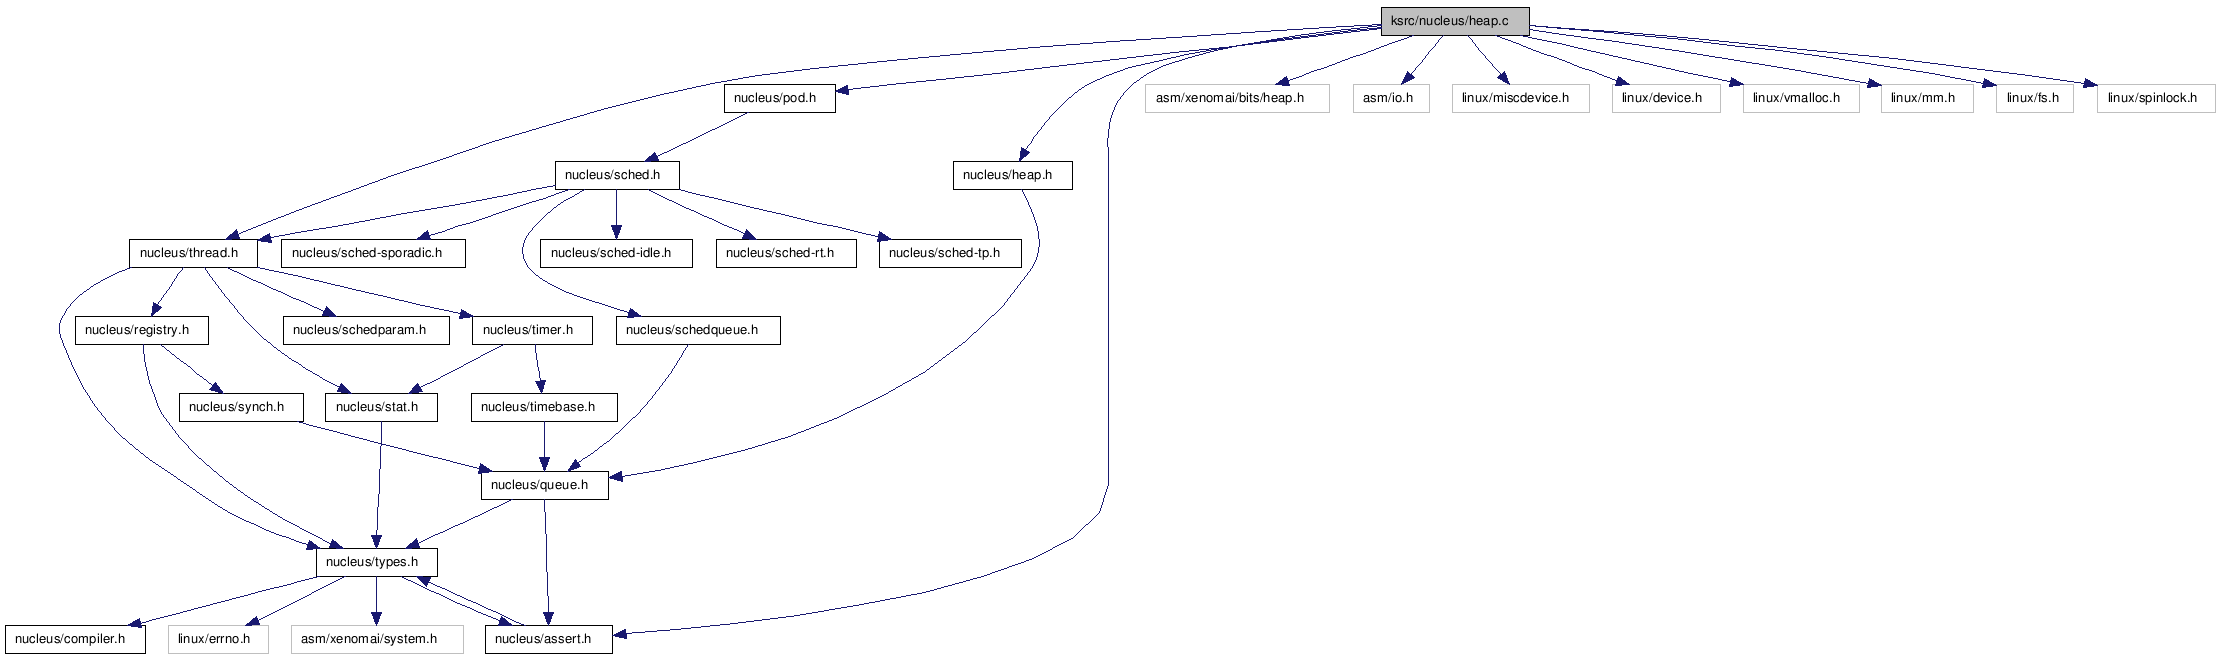 ksrc/nucleus/heap.c
nucleus/pod.h
asm/xenomai/bits/heap.h
asm/io.h
linux/miscdevice.h
linux/device.h
linux/vmalloc.h
linux/mm.h
linux/fs.h
linux/spinlock.h
nucleus/sched.h
nucleus/heap.h
nucleus/thread.h
nucleus/sched-sporadic.h
nucleus/sched-idle.h
nucleus/sched-rt.h
nucleus/sched-tp.h
nucleus/registry.h
nucleus/schedparam.h
nucleus/timer.h
nucleus/schedqueue.h
nucleus/synch.h
nucleus/stat.h
nucleus/timebase.h
nucleus/queue.h
nucleus/types.h
nucleus/compiler.h
linux/errno.h
asm/xenomai/system.h
nucleus/assert.h